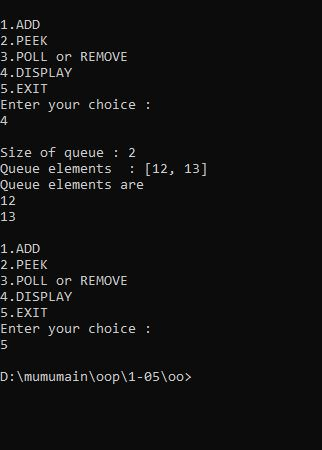 1.ADD
2.PEEK
3.POLL or REMOVE
4.DISPLAY
5.EXIT
Enter your choice :
4
Size of queue : 2
Queue elements  : [12, 13]
Queue elements are
12
13
1.ADD
2.PEEK
3.POLL or REMOVE
4.DISPLAY
5.EXIT
Enter your choice :
5
D:\mumumain\oop\1-05\oo>